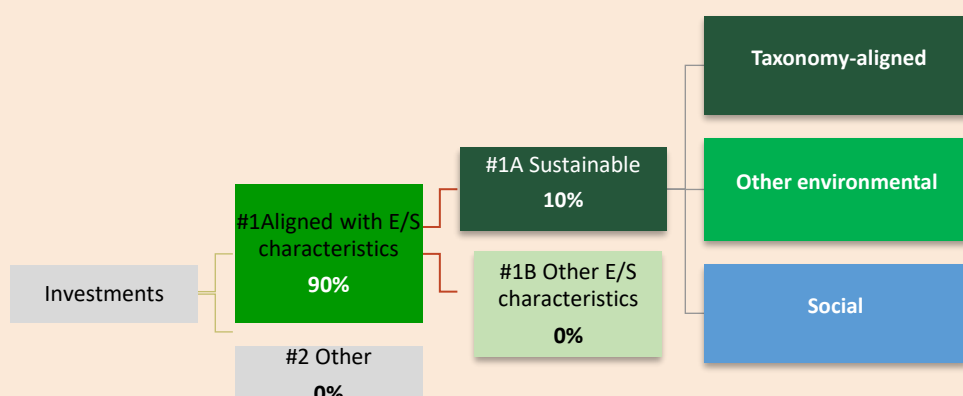 Investments
#1Aligned with E/S
characteristics
90%
#2 Other
0%
#1A Sustainable
10%
#1B Other E/S
characteristics
0%
Taxonomy-aligned
Other environmental
Social